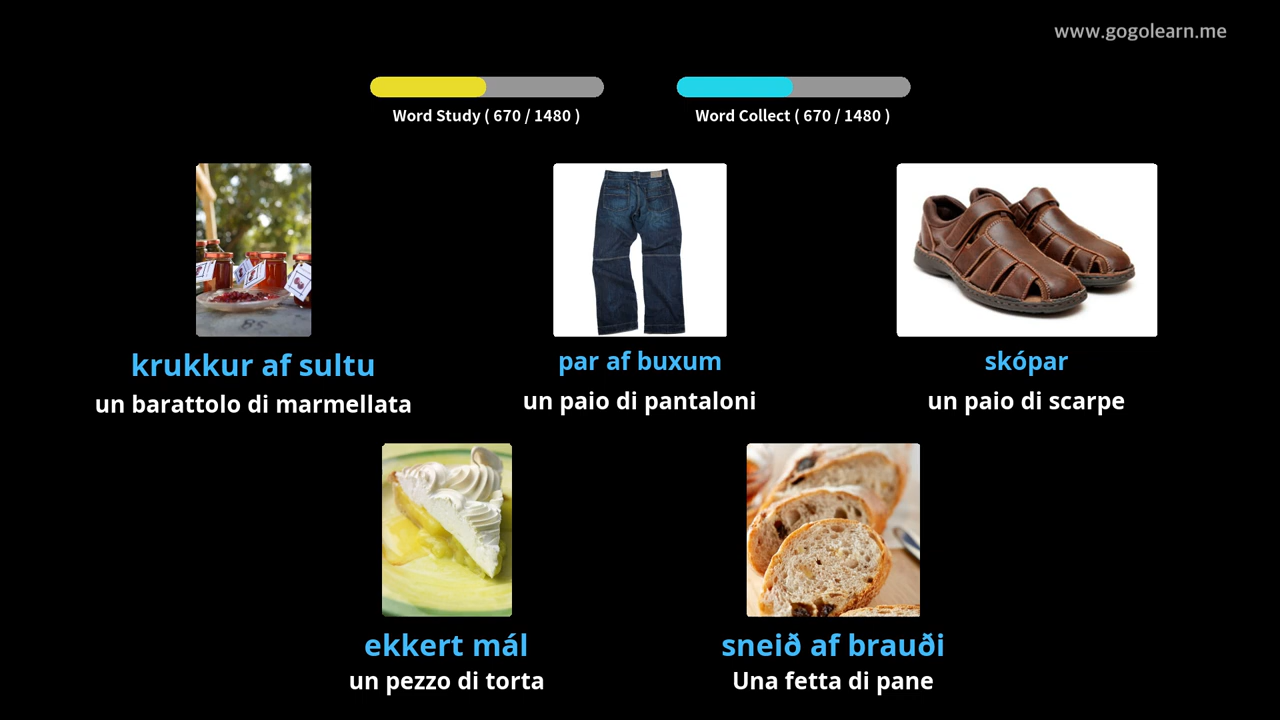 www.gogolearn.me
Word Study ( 670 / 1480 )
Word Collect ( 670 / 1480 )
krukkur af sultu
un barattolo di marmellata
par af buxum
un paio di pantaloni
skópar
un paio di scarpe
ekkert mál
un pezzo di torta
sneið af brauði
Una fetta di pane